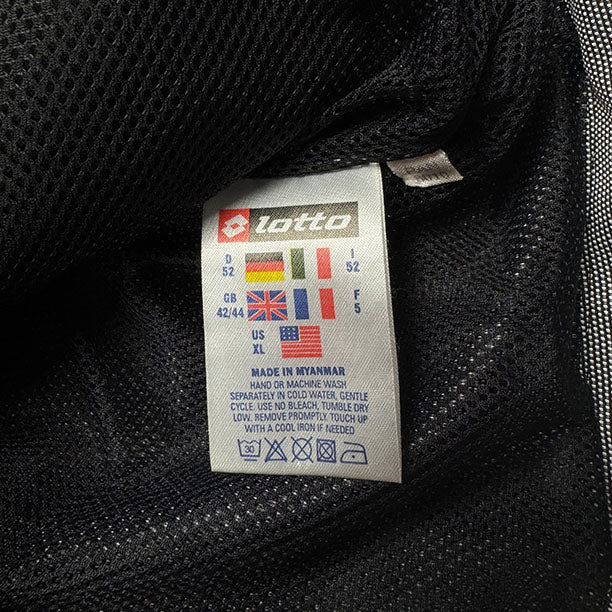 lotto
D
52
I
52
GB
42/44
F
5
US
XL
MADE IN MYANMAR
HAND OR MACHINE WASH
SEPARATELY IN COLD WATER, GENTLE
CYCLE. USE NO BLEACH, TUMBLE DRY
LOW. REMOVE PROMPTLY. TOUCH UP
WITH A COOL IRON IF NEEDED
30